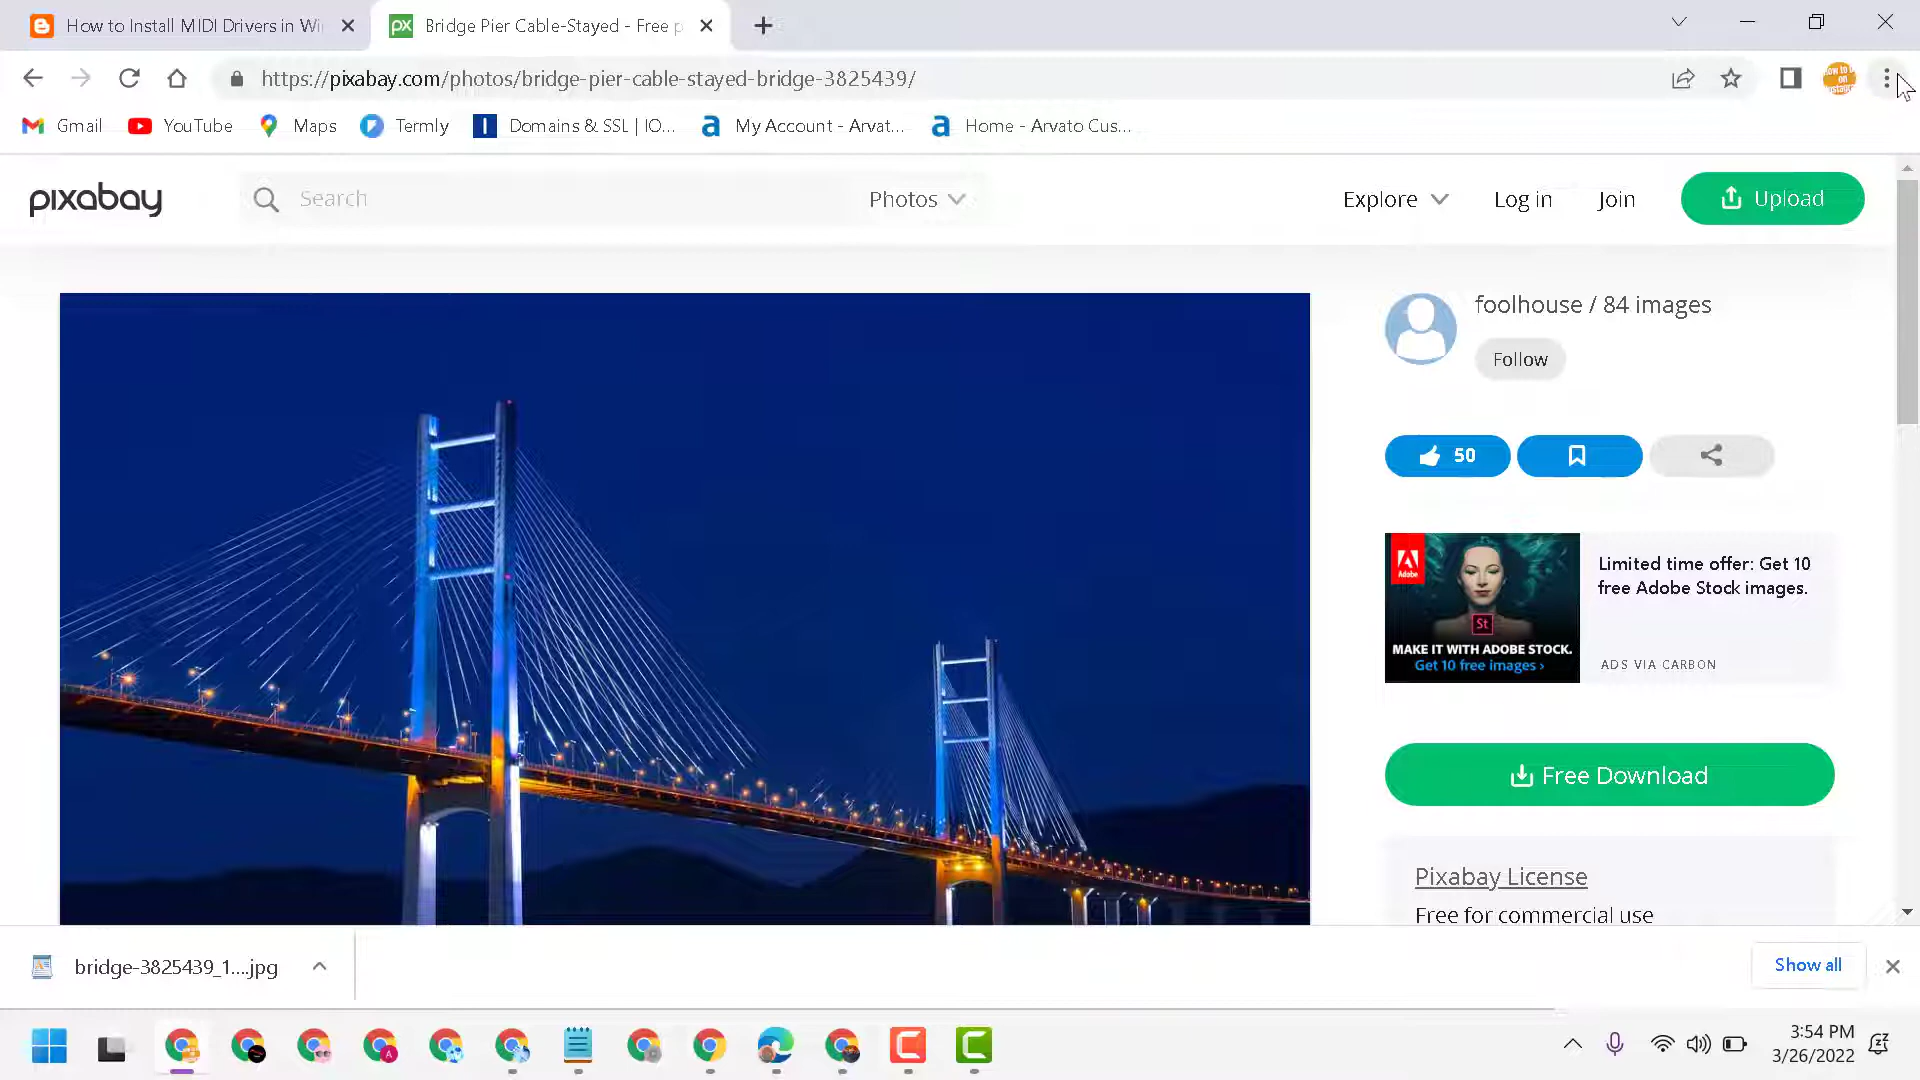 How to Install MIDI Drivers in Wi
px
Bridge Pier Cable-Stayed - Free p
https://pixabay.com/photos/bridge-pier-cable-stayed-bridge-3825439/
Gmail
YouTube
Maps
Termly
Domains & SSL | IO...
My Account - Arvat...
Home - Arvato Cus...
pixabay
Search
Photos
Explore
Log in
Join
Upload
foolhouse / 84 images
Follow
50
Adobe
St
MAKE IT WITH ADOBE STOCK.
Get 10 free images ›
Limited time offer: Get 10
free Adobe Stock images.
ADS VIA CARBON
Free Download
Pixabay License
Free for commercial use
bridge-3825439_1....jpg
Show all
3:54 PM
3/26/2022